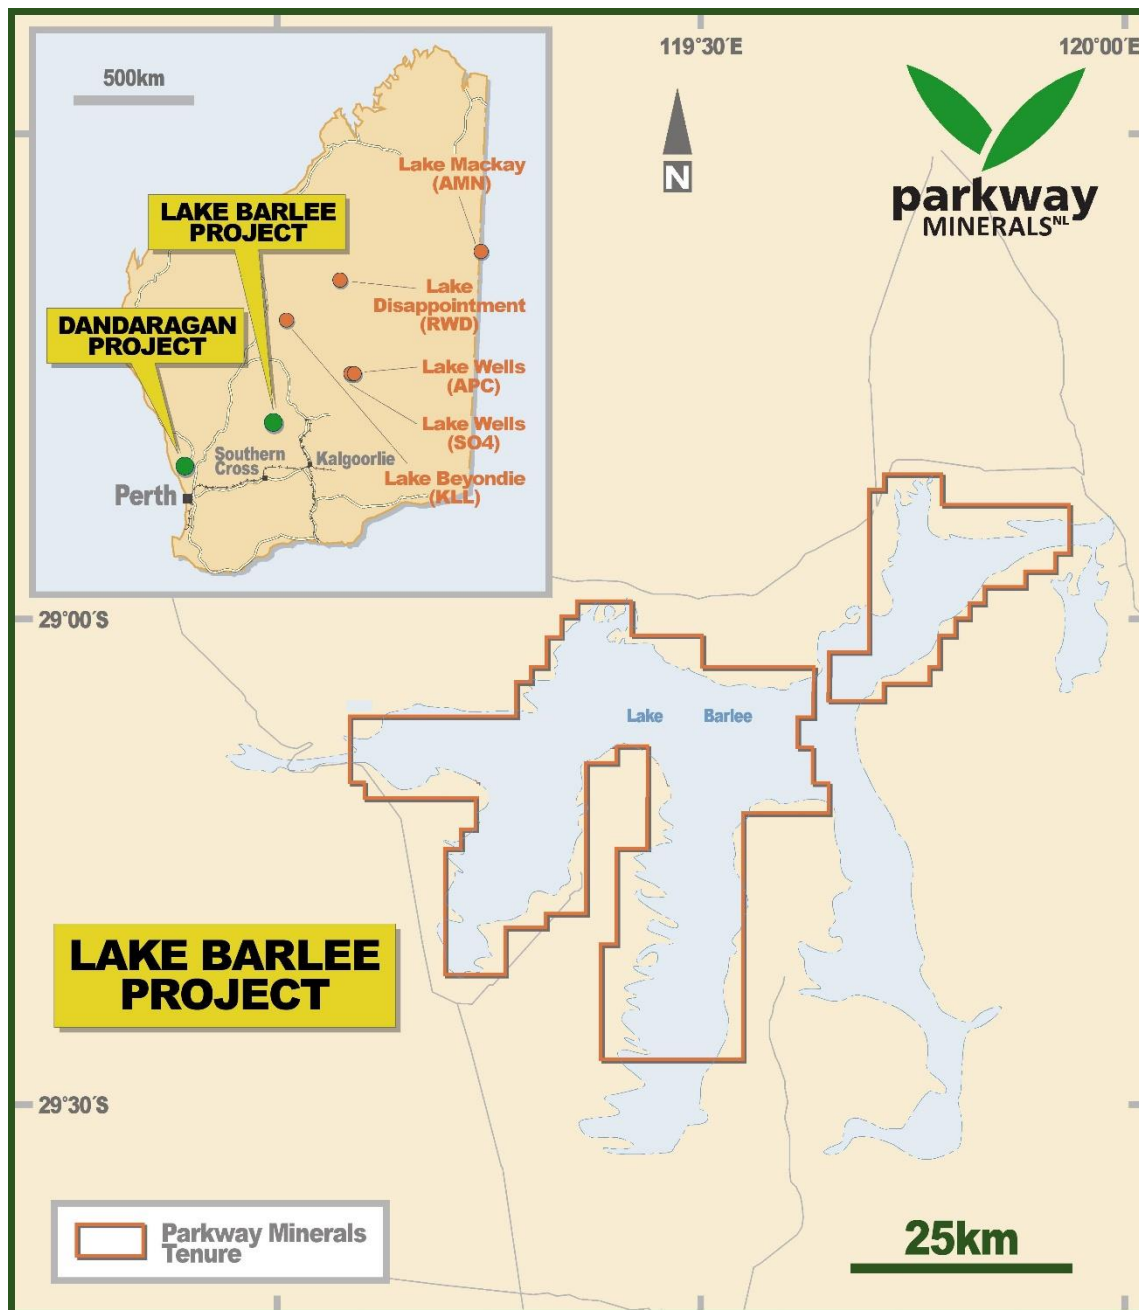 119°30´E
120°00´E
500km
Lake Mackay
(AMN)
LAKE BARLEE
PROJECT
N
parkway
MINERALS NL
Lake
Disappointment
(RWD)
DANDARAGAN
PROJECT
Lake Wells
(APC)
Lake Wells
(SO4)
Southern
Cross
Kalgoorlie
Lake Beyondie
(KLL)
Perth
29°00´S
Lake Barlee
LAKE BARLEE
PROJECT
29°30´S
Parkway Minerals
Tenure
25km